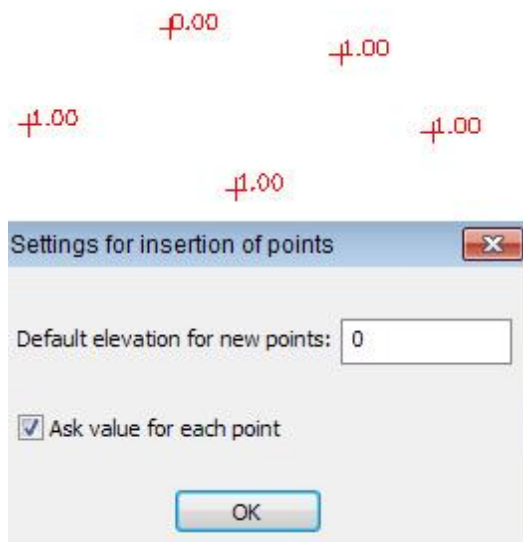 0.00
1.00
1.00
1.00
1.00
Settings for insertion of points
Default elevation for new points: 0
Ask value for each point
OK